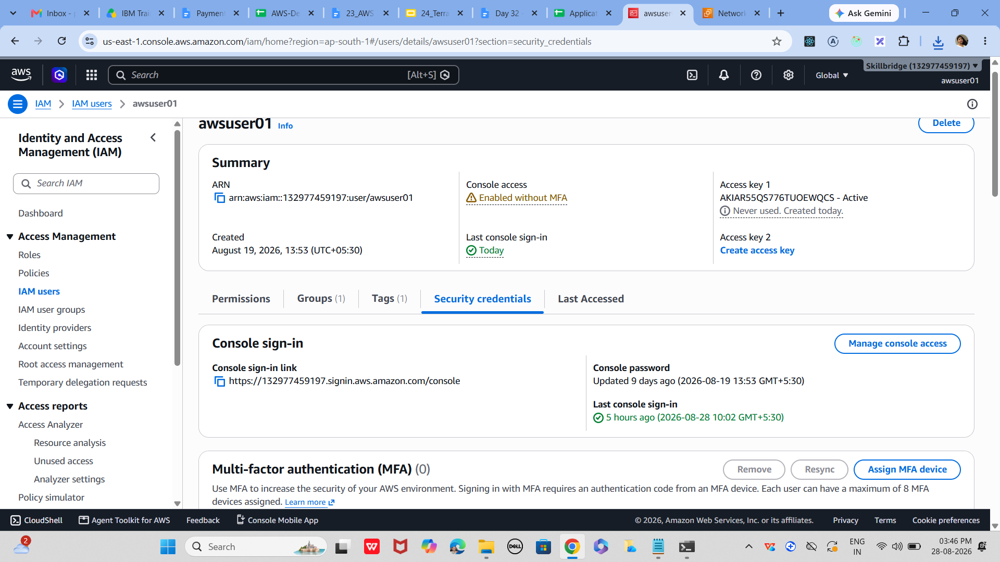 Inbox -
IBM Trai
Payment
AWS-De
23_AWS
24_Terra
Day 32 -
Applicat
awsuser
Network
Ask Gemini
us-east-1.console.aws.amazon.com/iam/home?region=ap-south-1#/users/details/awsuser01?section=security_credentials
aws
Search
[Alt+S]
Global
Skillbridge (132977459197)
awsuser01
IAM
IAM users
awsuser01
Identity and Access
Management (IAM)
Search IAM
Dashboard
Access Management
Roles
Policies
IAM users
IAM user groups
Identity providers
Account settings
Root access management
Temporary delegation requests
Access reports
Access Analyzer
Resource analysis
Unused access
Analyzer settings
Policy simulator
awsuser01 Info
Delete
Summary
ARN
arn:aws:iam::132977459197:user/awsuser01
Created
August 19, 2026, 13:53 (UTC+05:30)
Console access
Enabled without MFA
Last console sign-in
Today
Access key 1
AKIAR55QS776TUOEWQCS - Active
Never used. Created today.
Access key 2
Create access key
Permissions
Groups (1)
Tags (1)
Security credentials
Last Accessed
Console sign-in
Manage console access
Console sign-in link
https://132977459197.signin.aws.amazon.com/console
Console password
Updated 9 days ago (2026-08-19 13:53 GMT+5:30)
Last console sign-in
5 hours ago (2026-08-28 10:02 GMT+5:30)
Multi-factor authentication (MFA) (0)
Remove
Resync
Assign MFA device
Use MFA to increase the security of your AWS environment. Signing in with MFA requires an authentication code from an MFA device. Each user can have a maximum of 8 MFA
devices assigned. Learn more
CloudShell
Agent Toolkit for AWS
Feedback
Console Mobile App
© 2026, Amazon Web Services, Inc. or its affiliates.
Privacy
Terms
Cookie preferences
2
Search
DELL
ENG
IN
03:46 PM
28-08-2026